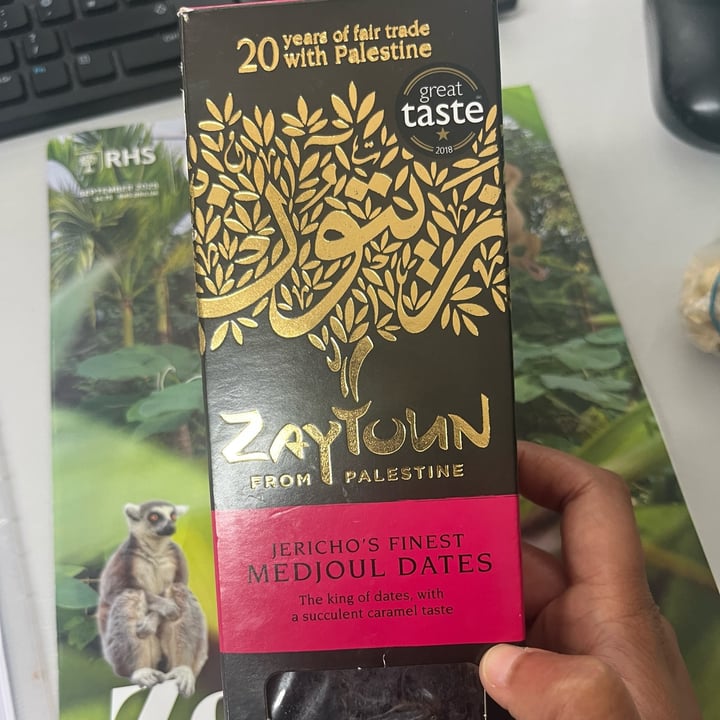 20 years of fair trade
with Palestine
great
taste
2018
زيتون
ZAYTOUN
FROM PALESTINE
JERICHO'S FINEST
MEDJOUL DATES
The king of dates, with
a succulent caramel taste
RHS
SEPTEMBER